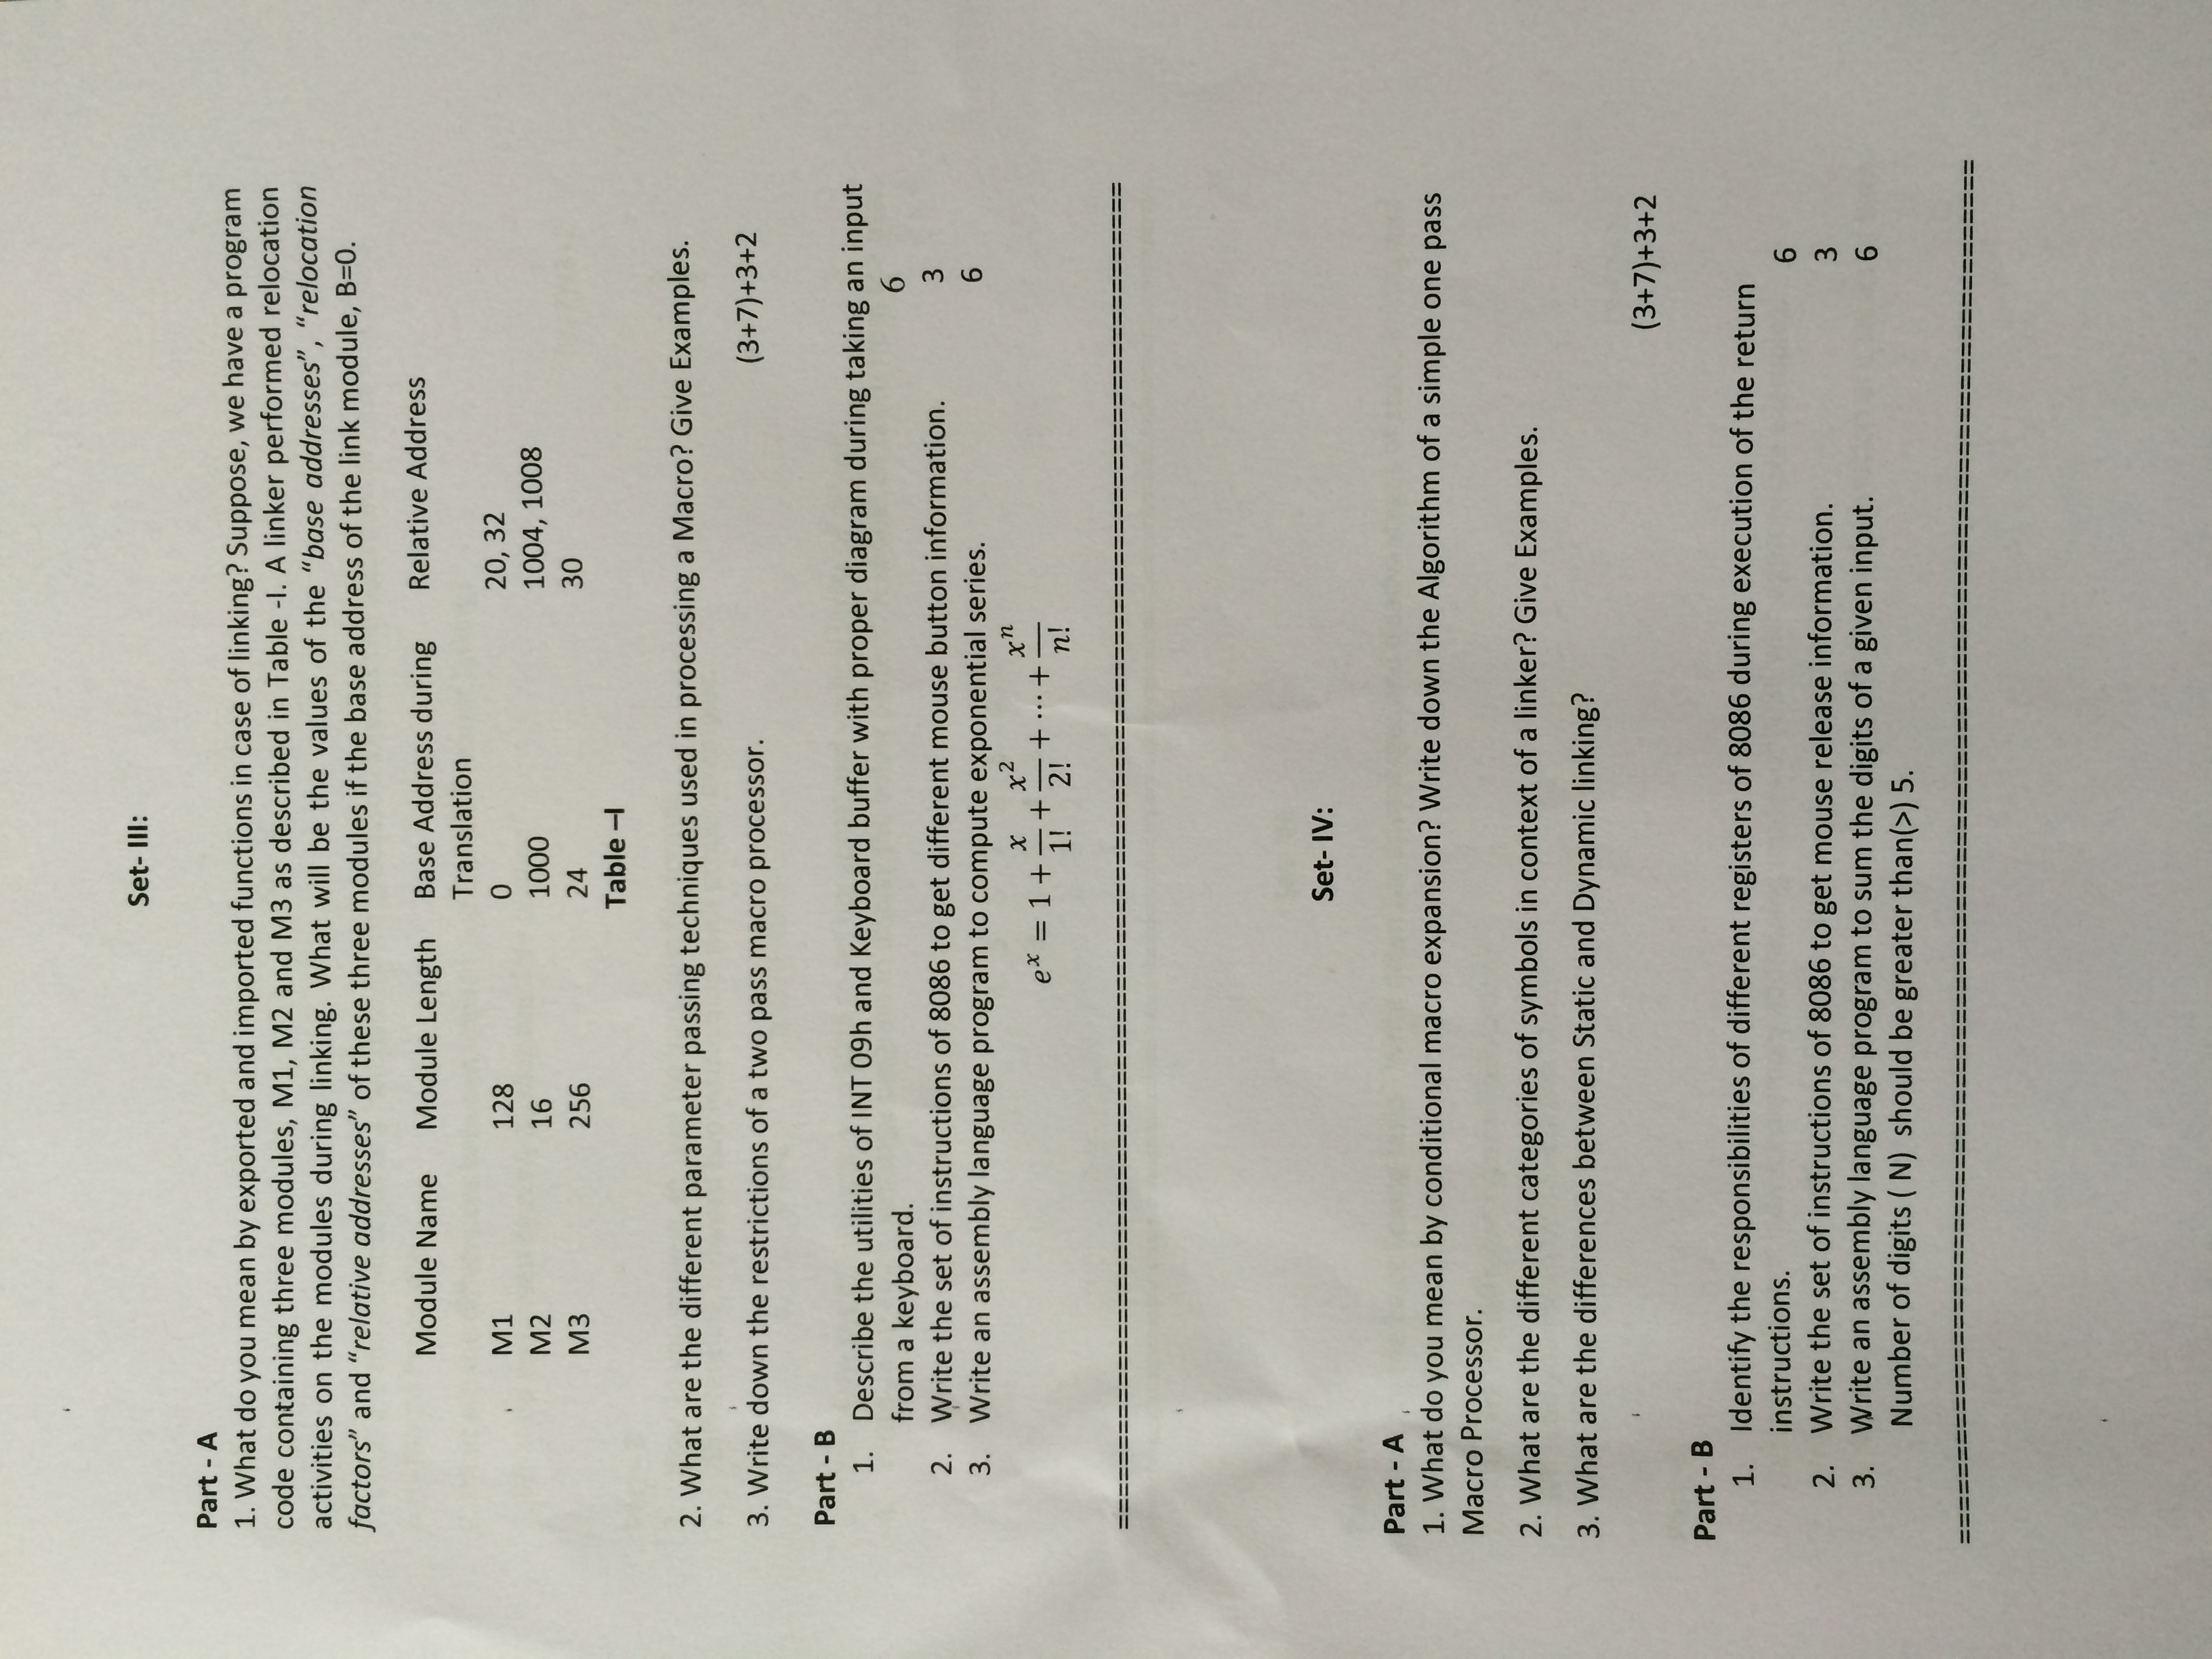 Set- III:
Part - A
1. What do you mean by exported and imported functions in case of linking? Suppose, we have a program
code containing three modules, M1, M2 and M3 as described in Table -I. A linker performed relocation
activities on the modules during linking. What will be the values of the “base addresses”, “relocation
factors” and “relative addresses” of these three modules if the base address of the link module, B=0.
Module Name Module Length Base Address during Relative Address
Translation
M1 128 0 20, 32
M2 16 1000 1004, 1008
M3 256 24 30
Table –I
2. What are the different parameter passing techniques used in processing a Macro? Give Examples.
3. Write down the restrictions of a two pass macro processor. (3+7)+3+2
Part - B
1. Describe the utilities of INT 09h and Keyboard buffer with proper diagram during taking an input
from a keyboard. 6
2. Write the set of instructions of 8086 to get different mouse button information. 3
3. Write an assembly language program to compute exponential series. 6
e^x = 1 + x/1! + x^2/2! + ⋯ + x^n/n!
=====================================================================================
Set- IV:
Part - A
1. What do you mean by conditional macro expansion? Write down the Algorithm of a simple one pass
Macro Processor.
2. What are the different categories of symbols in context of a linker? Give Examples.
3. What are the differences between Static and Dynamic linking?
(3+7)+3+2
Part - B
1. Identify the responsibilities of different registers of 8086 during execution of the return
instructions. 6
2. Write the set of instructions of 8086 to get mouse release information. 3
3. Write an assembly language program to sum the digits of a given input. 6
Number of digits ( N) should be greater than(>) 5.
=====================================================================================